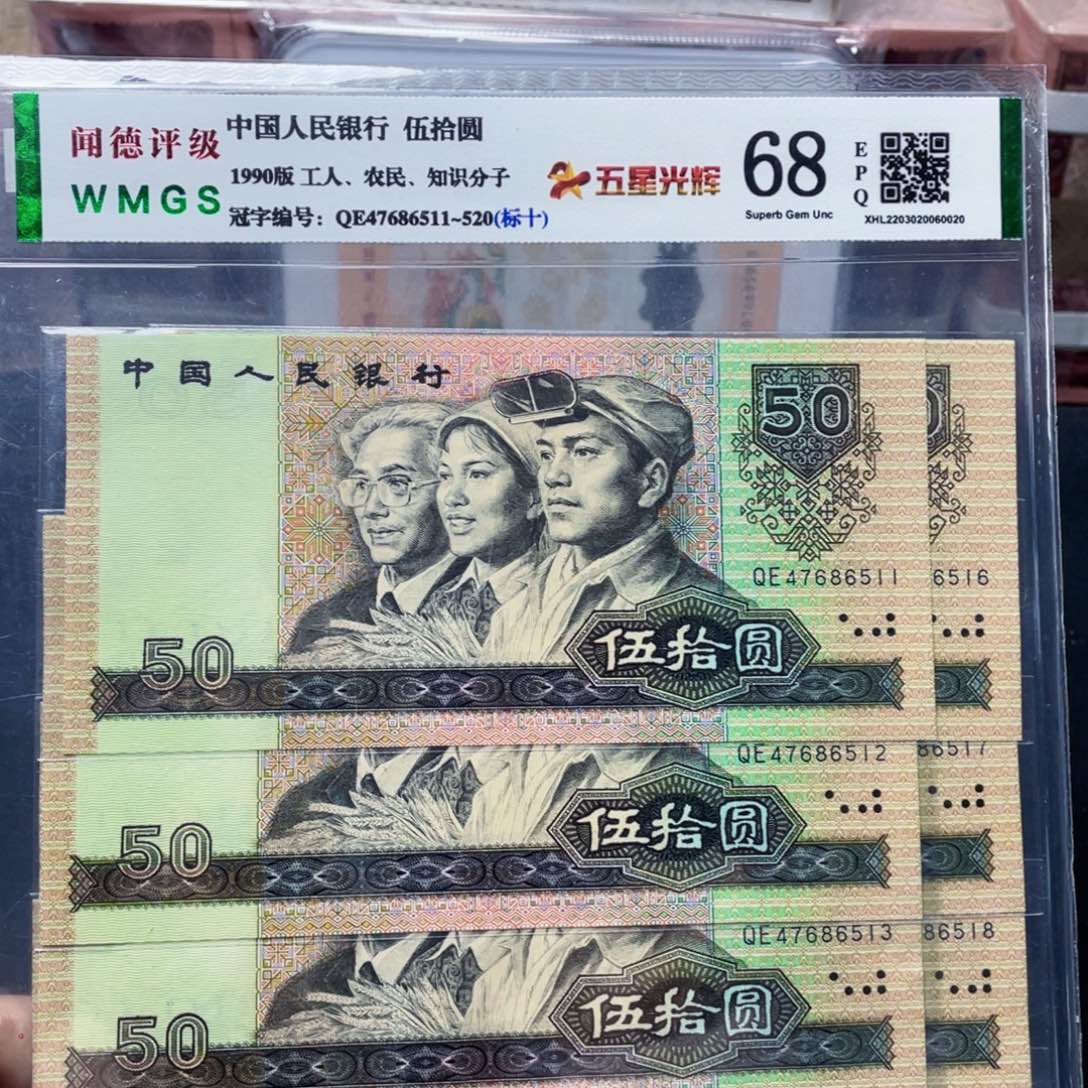 闻德评级
WMGS
中国人民银行 伍拾圆
1990版 工人、农民、知识分子
冠字编号：QE47686511~520(标十)
五星光辉
68
EPQ
Superb Gem Unc
XHL2203020060020
中国人民银行
50
QE47686511
6516
50
伍拾圆
QE47686512
86517
50
伍拾圆
QE47686513
86518
50
伍拾圆